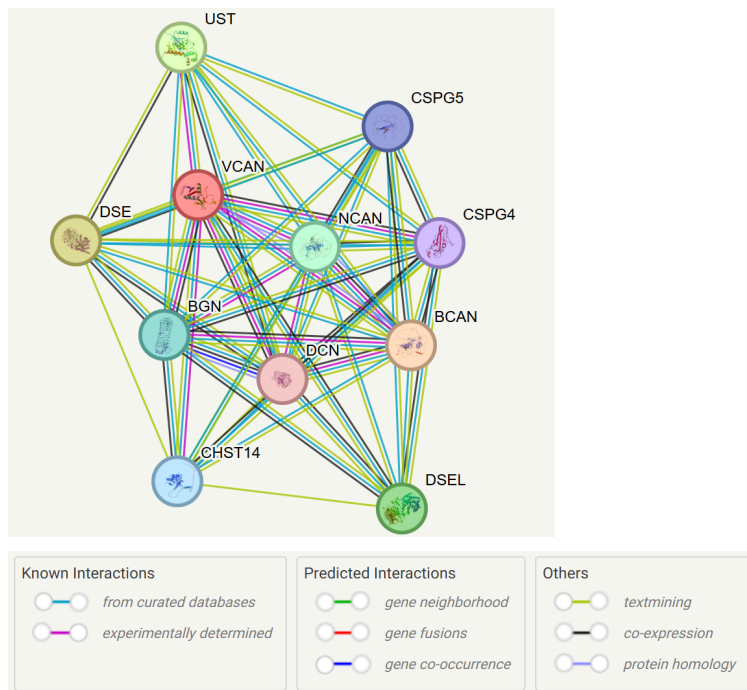 UST
CSPG5
VCAN
DSE
NCAN
CSPG4
BGN
BCAN
DCN
CHST14
DSEL
Known Interactions
from curated databases
experimentally determined
Predicted Interactions
gene neighborhood
gene fusions
gene co-occurrence
Others
textmining
co-expression
protein homology